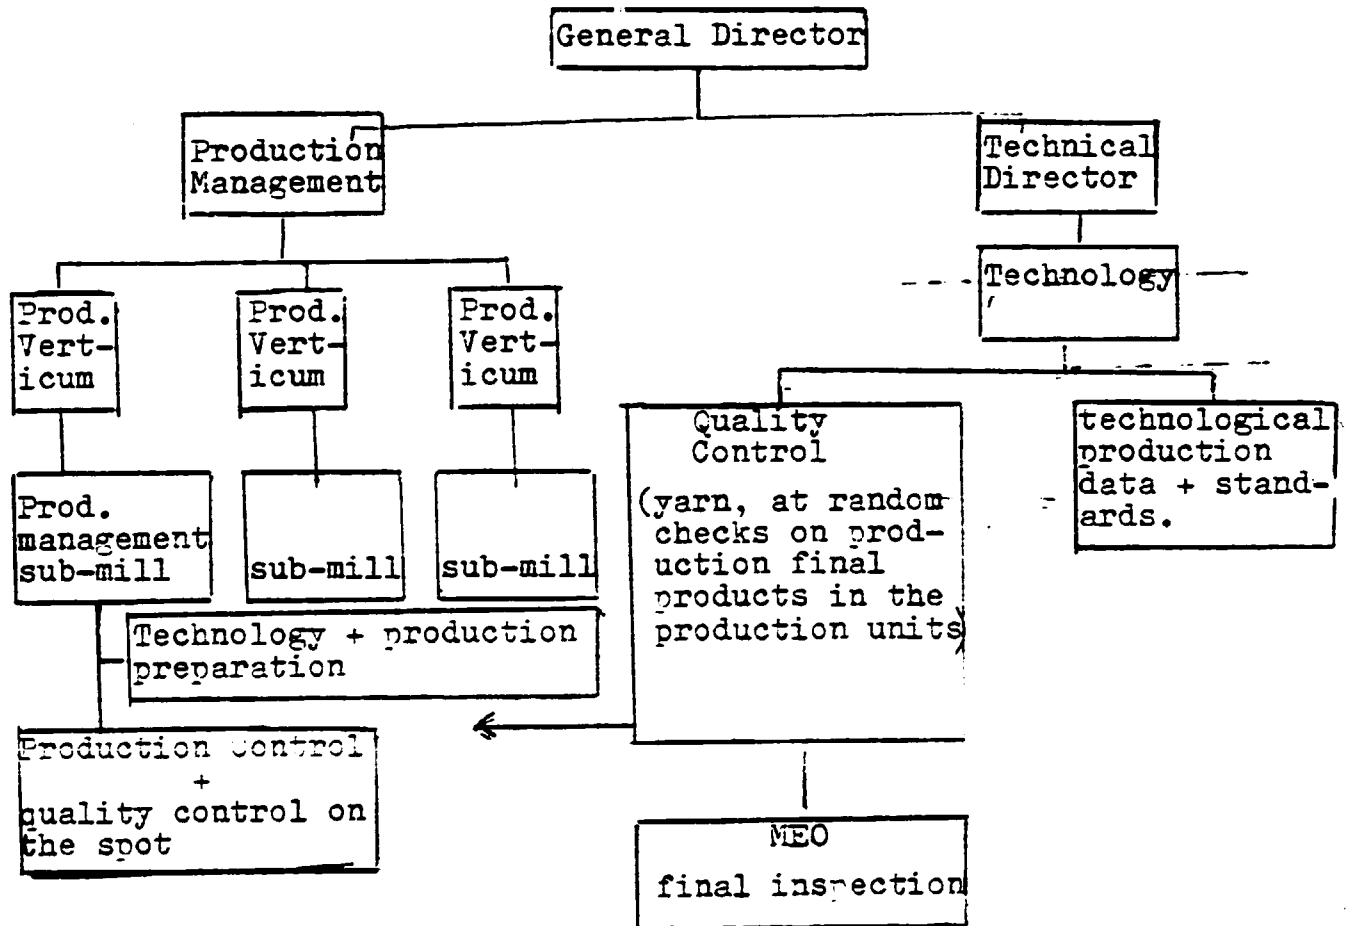 General Director
Production
Management
Technical
Director
Technology
Prod.
Vert-
icum
Prod.
Vert-
icum
Prod.
Vert-
icum
Prod.
management
sub-mill
sub-mill
sub-mill
Technology + production
preparation
Production Control
+
quality control on
the spot
Quality
Control
(yarn, at random
checks on prod-
uction final
products in the
production units)
technological
production
data + stand-
ards.
MEO
final inspection